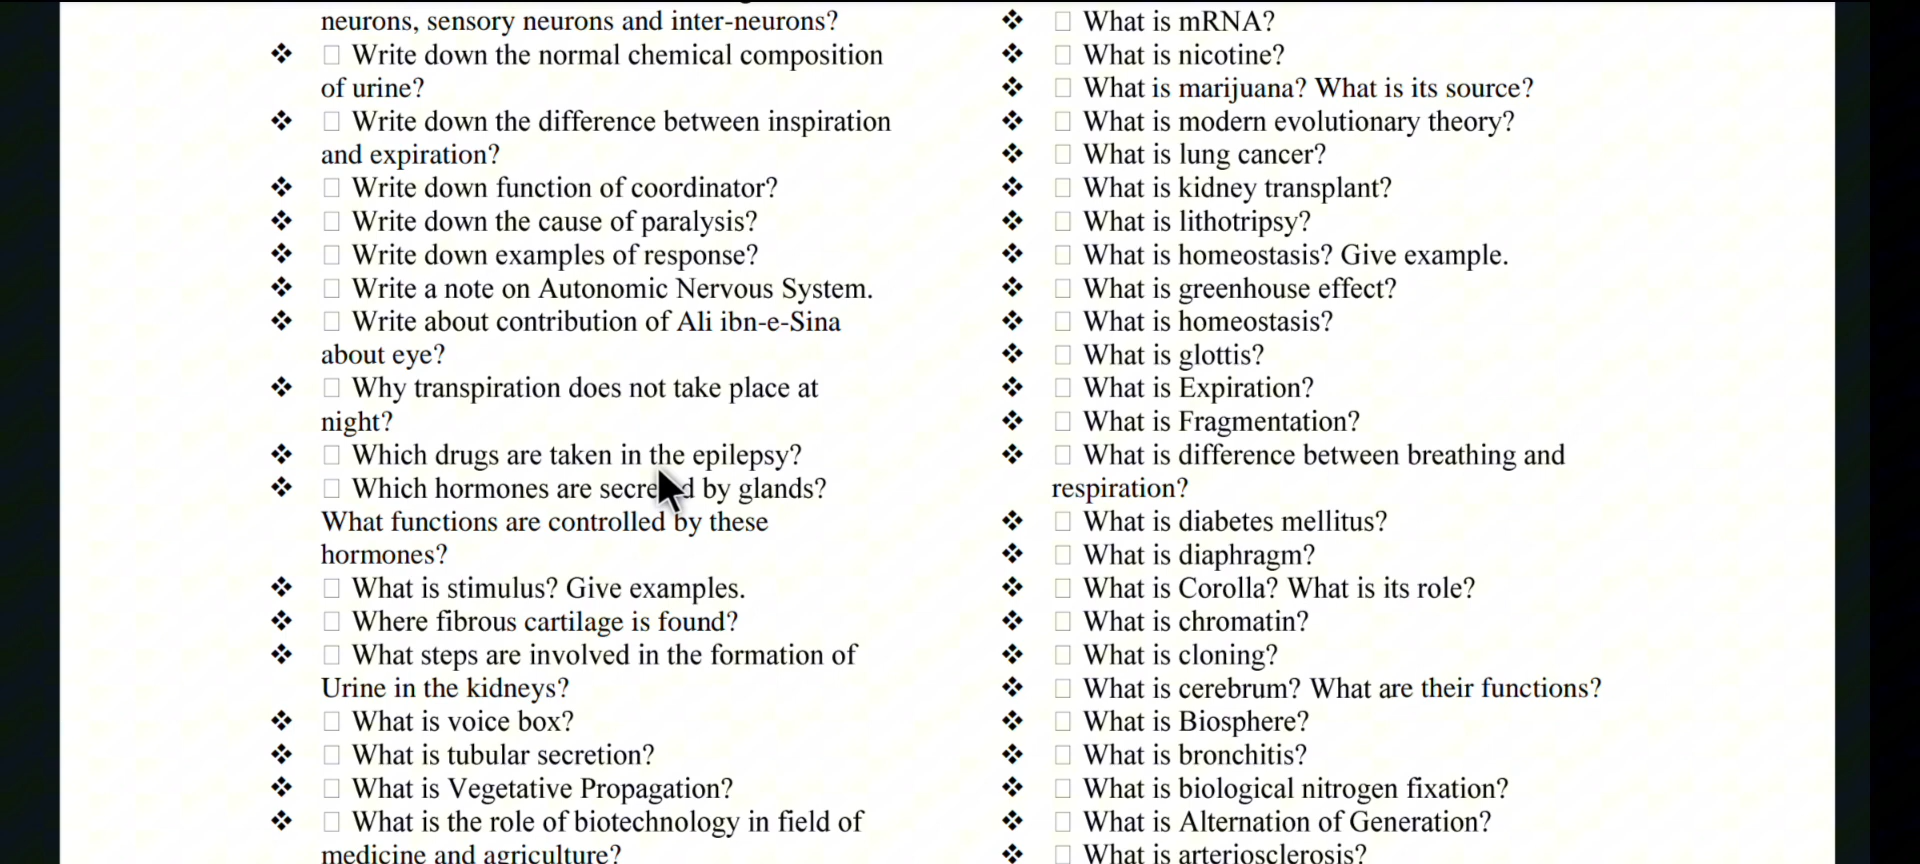 neurons, sensory neurons and inter-neurons?
❖ □ Write down the normal chemical composition
of urine?
❖ □ Write down the difference between inspiration
and expiration?
❖ □ Write down function of coordinator?
❖ □ Write down the cause of paralysis?
❖ □ Write down examples of response?
❖ □ Write a note on Autonomic Nervous System.
❖ □ Write about contribution of Ali ibn-e-Sina
about eye?
❖ □ Why transpiration does not take place at
night?
❖ □ Which drugs are taken in the epilepsy?
❖ □ Which hormones are secreted by glands?
What functions are controlled by these
hormones?
❖ □ What is stimulus? Give examples.
❖ □ Where fibrous cartilage is found?
❖ □ What steps are involved in the formation of
Urine in the kidneys?
❖ □ What is voice box?
❖ □ What is tubular secretion?
❖ □ What is Vegetative Propagation?
❖ □ What is the role of biotechnology in field of
medicine and agriculture?
❖ □ What is mRNA?
❖ □ What is nicotine?
❖ □ What is marijuana? What is its source?
❖ □ What is modern evolutionary theory?
❖ □ What is lung cancer?
❖ □ What is kidney transplant?
❖ □ What is lithotripsy?
❖ □ What is homeostasis? Give example.
❖ □ What is greenhouse effect?
❖ □ What is homeostasis?
❖ □ What is glottis?
❖ □ What is Expiration?
❖ □ What is Fragmentation?
❖ □ What is difference between breathing and
respiration?
❖ □ What is diabetes mellitus?
❖ □ What is diaphragm?
❖ □ What is Corolla? What is its role?
❖ □ What is chromatin?
❖ □ What is cloning?
❖ □ What is cerebrum? What are their functions?
❖ □ What is Biosphere?
❖ □ What is bronchitis?
❖ □ What is biological nitrogen fixation?
❖ □ What is Alternation of Generation?
❖ □ What is arteriosclerosis?